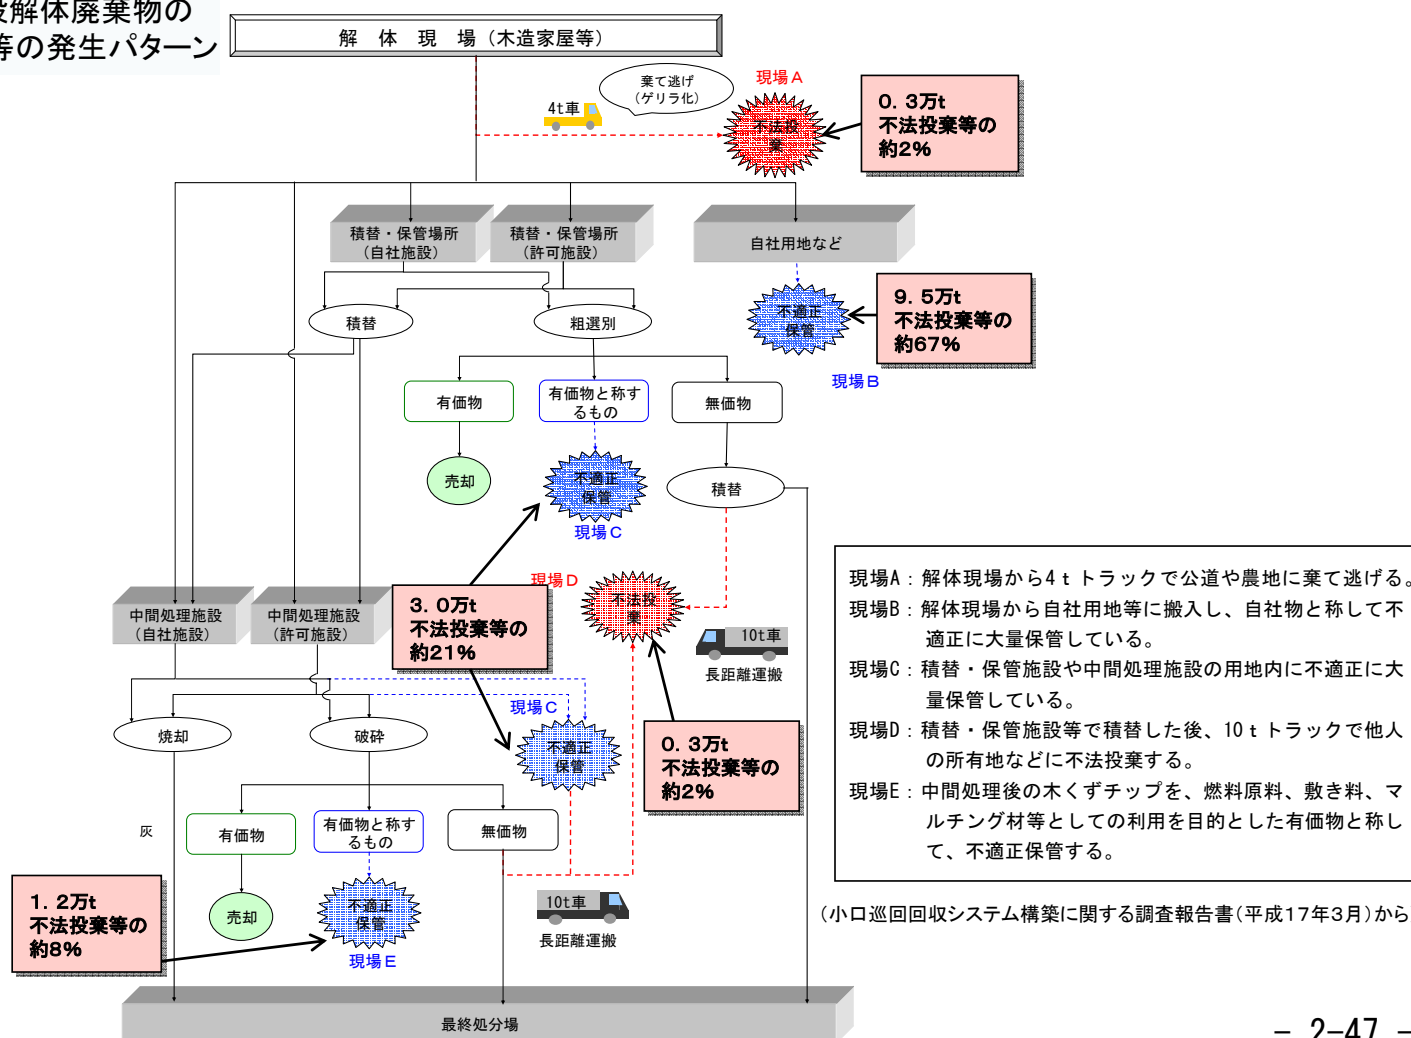 設解体廃棄物の
等の発生パターン
解 体 現 場（木造家屋等）
棄て逃げ
（ゲリラ化）
4t車
現場A
不法投
棄
0.3万t
不法投棄等の
約2%
積替・保管場所
（自社施設）
積替・保管場所
（許可施設）
自社用地など
積替
粗選別
不適正
保管
9.5万t
不法投棄等の
約67%
現場B
有価物
有価物と称す
るもの
無価物
売却
不適正
保管
積替
現場C
現場D
不法投
棄
中間処理施設
（自社施設）
中間処理施設
（許可施設）
3.0万t
不法投棄等の
約21%
10t車
長距離運搬
現場C
焼却
破砕
不適正
保管
0.3万t
不法投棄等の
約2%
灰
有価物
有価物と称す
るもの
無価物
1.2万t
不法投棄等の
約8%
売却
不適正
保管
現場E
10t車
長距離運搬
最終処分場
現場A：解体現場から4ｔトラックで公道や農地に棄て逃げる。
現場B：解体現場から自社用地等に搬入し、自社物と称して不
適正に大量保管している。
現場C：積替・保管施設や中間処理施設の用地内に不適正に大
量保管している。
現場D：積替・保管施設等で積替した後、10ｔトラックで他人
の所有地などに不法投棄する。
現場E：中間処理後の木くずチップを、燃料原料、敷き料、マ
ルチング材等としての利用を目的とした有価物と称し
て、不適正保管する。
（小口巡回回収システム構築に関する調査報告書（平成17年3月）から
- 2-47 -